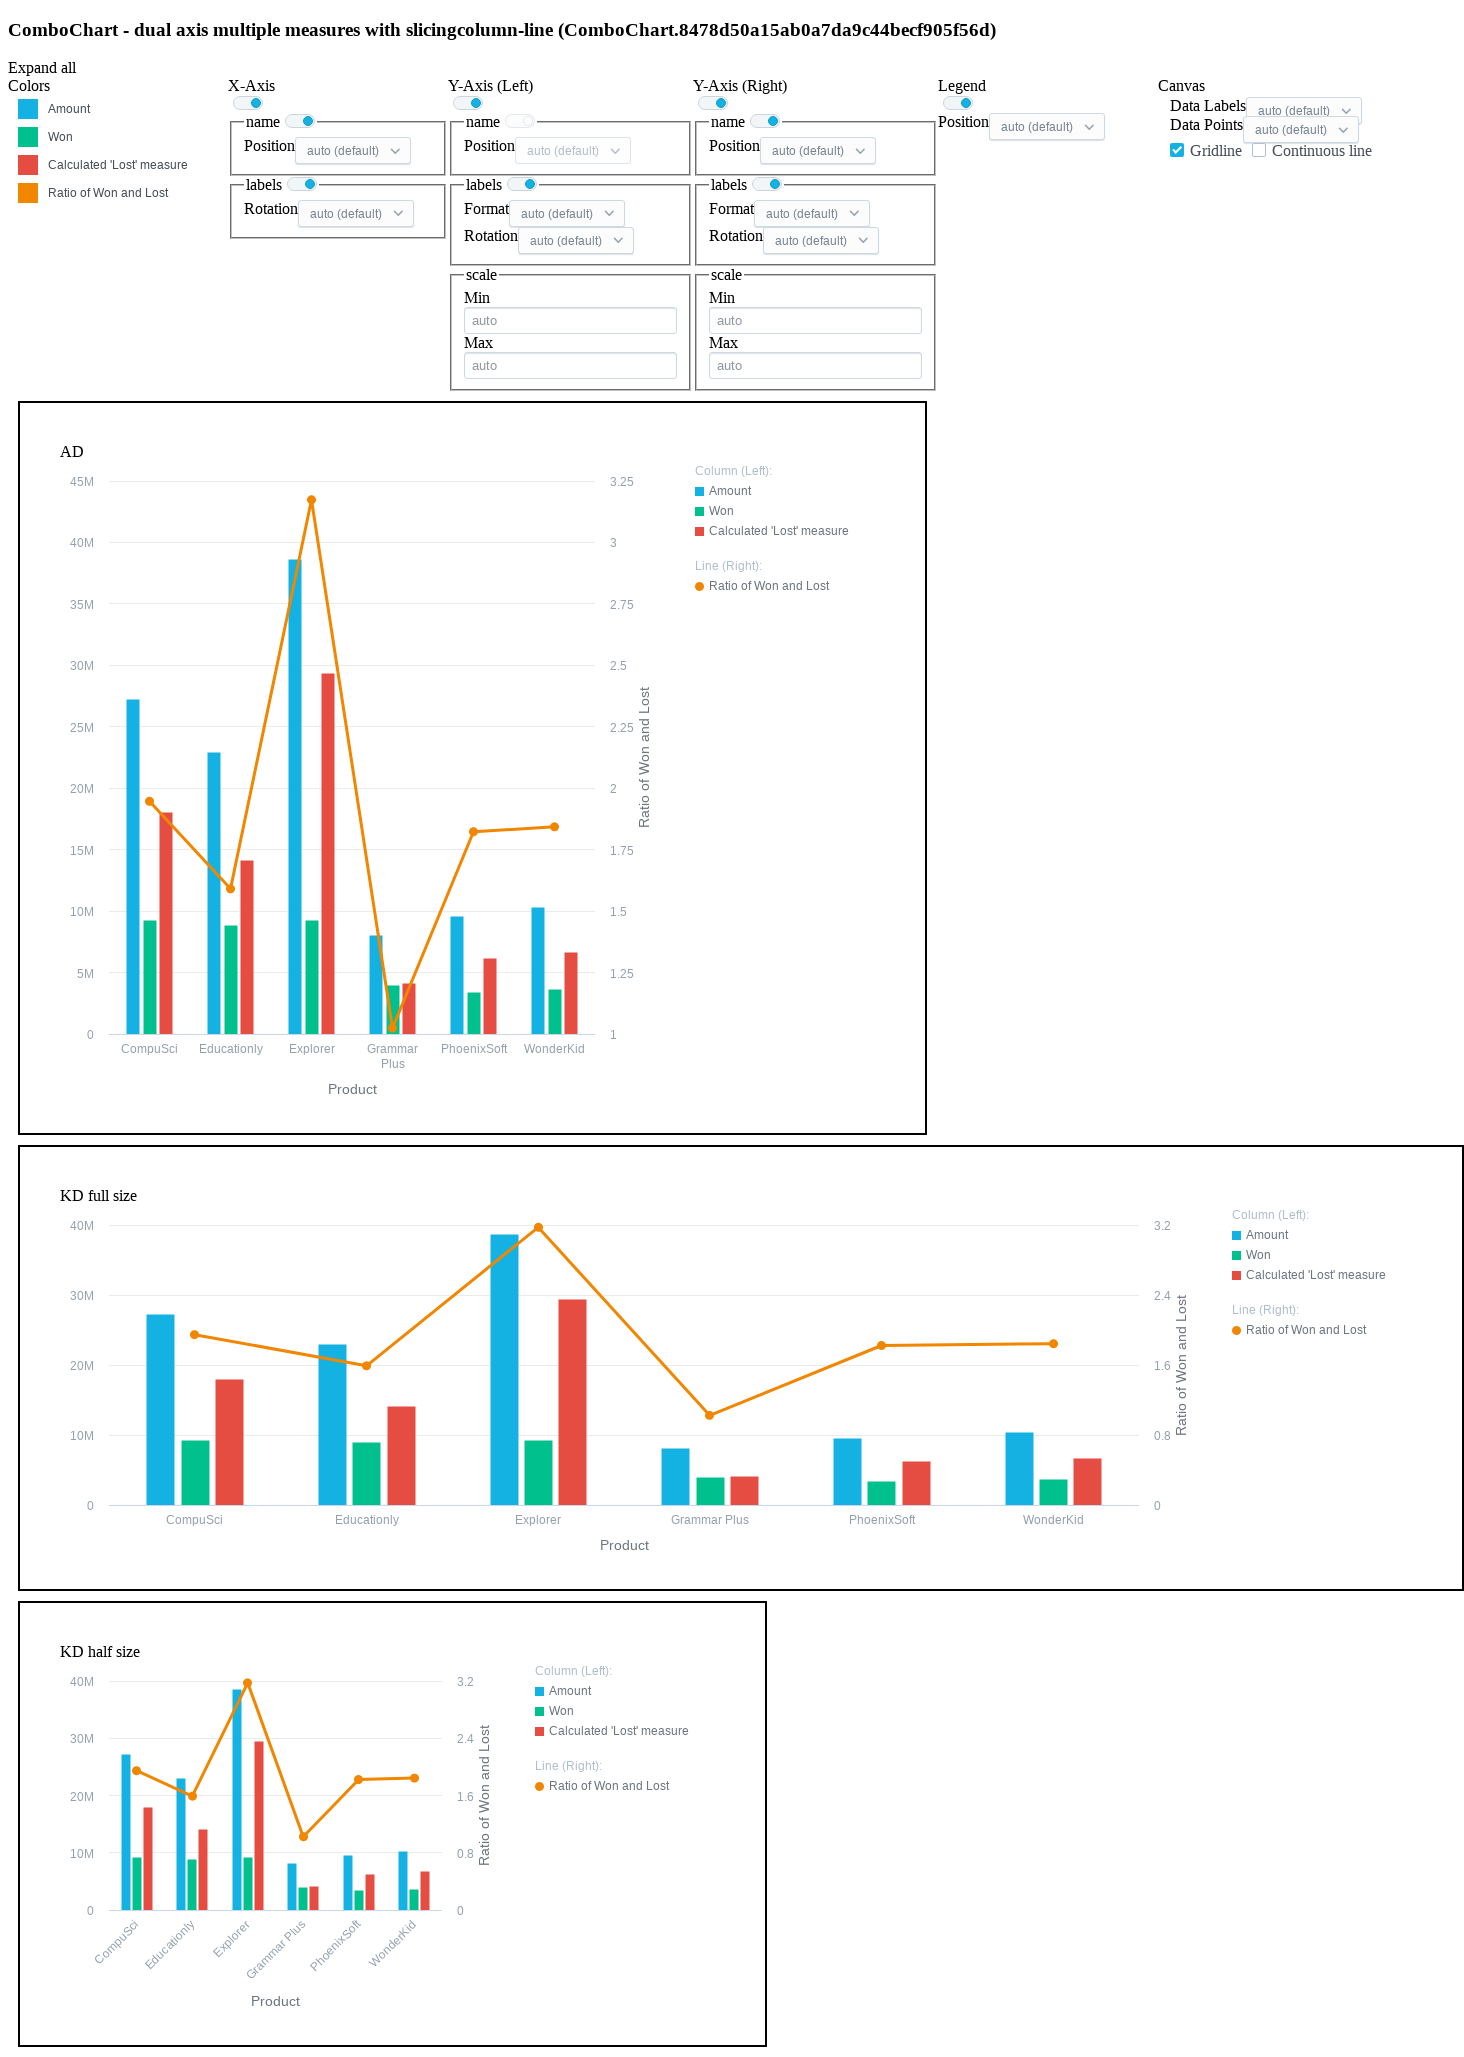 ComboChart - dual axis multiple measures with slicingcolumn-line (ComboChart.8478d50a15ab0a7da9c44becf905f56d)
Expand all
Colors
Amount
Won
Calculated 'Lost' measure
Ratio of Won and Lost
X-Axis
name
Position auto (default)
labels
Rotation auto (default)
Y-Axis (Left)
name
Position auto (default)
labels
Format auto (default)
Rotation auto (default)
scale
Min
auto
Max
auto
Y-Axis (Right)
name
Position auto (default)
labels
Format auto (default)
Rotation auto (default)
scale
Min
auto
Max
auto
Legend
Position auto (default)
Canvas
Data Labels auto (default)
Data Points auto (default)
Gridline Continuous line
AD
45M
40M
35M
30M
25M
20M
15M
10M
5M
0
3.25
3
2.75
2.5
2.25
2
1.75
1.5
1.25
1
Ratio of Won and Lost
CompuSci Educationly Explorer Grammar PhoenixSoft WonderKid
Plus
Product
Column (Left):
Amount
Won
Calculated 'Lost' measure
Line (Right):
Ratio of Won and Lost
KD full size
40M
30M
20M
10M
0
3.2
2.4
1.6
0.8
0
Ratio of Won and Lost
CompuSci Educationly Explorer Grammar Plus PhoenixSoft WonderKid
Product
Column (Left):
Amount
Won
Calculated 'Lost' measure
Line (Right):
Ratio of Won and Lost
KD half size
40M
30M
20M
10M
0
3.2
2.4
1.6
0.8
0
Ratio of Won and Lost
CompuSci Educationly Explorer Grammar Plus PhoenixSoft WonderKid
Product
Column (Left):
Amount
Won
Calculated 'Lost' measure
Line (Right):
Ratio of Won and Lost